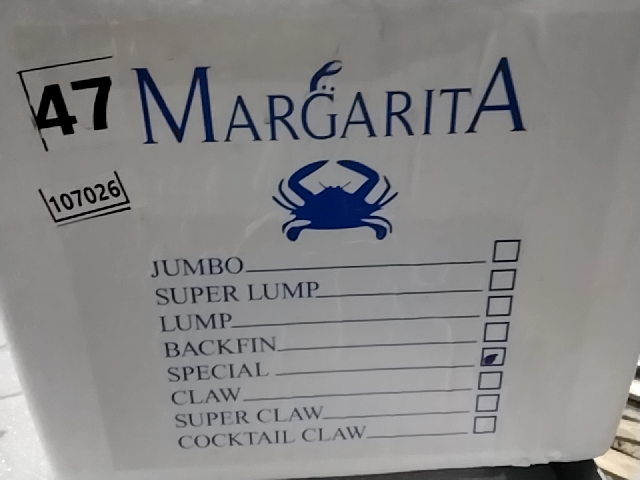 47
MARGARITA
107026
JUMBO
SUPER LUMP
LUMP
BACKFIN
SPECIAL
CLAW
SUPER CLAW
COCKTAIL CLAW